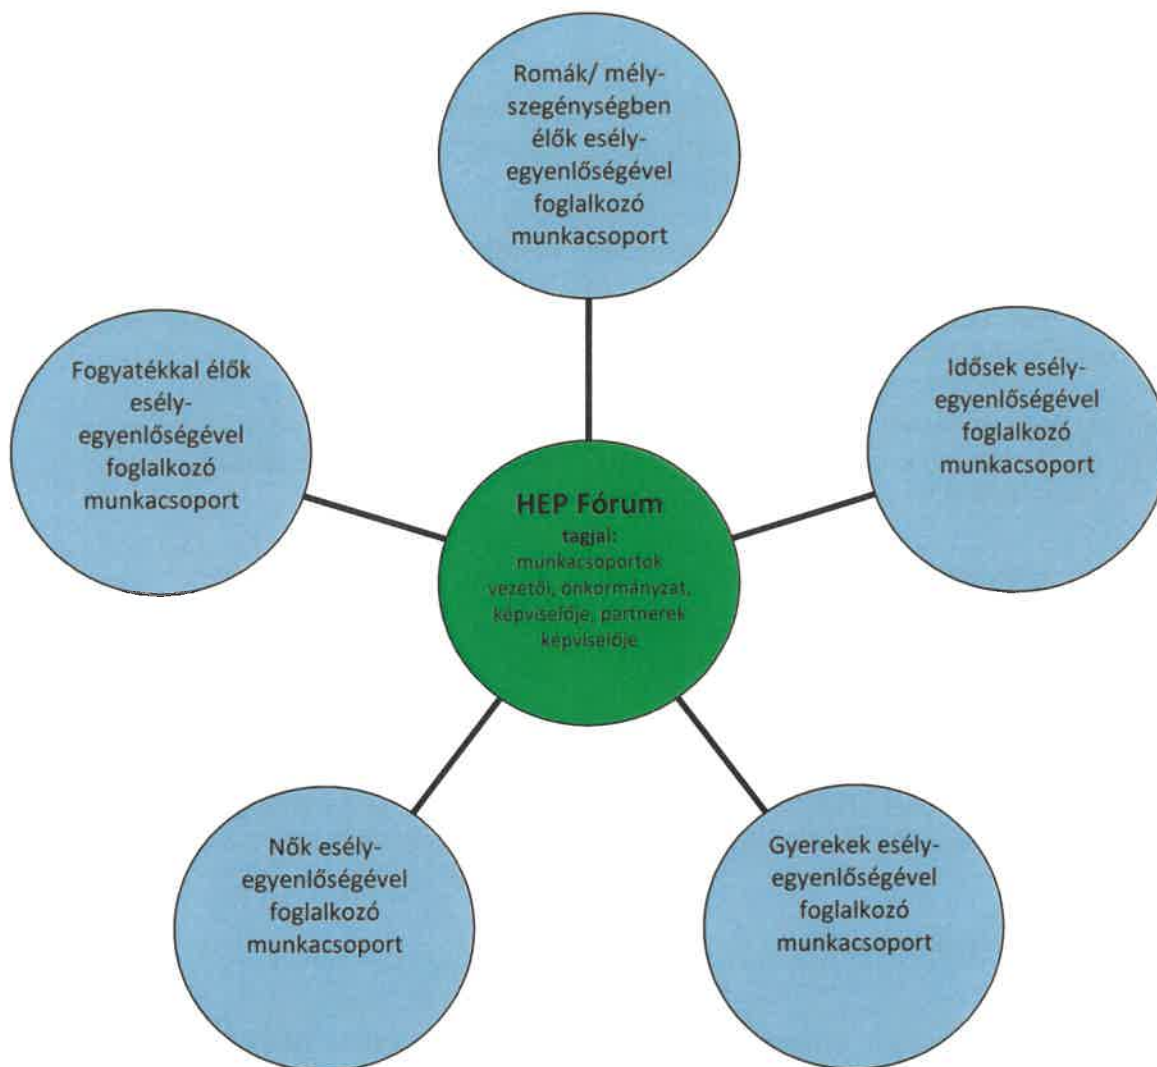 Romák/ mély-
szegénységben
élők esély-
egyenlőségével
foglalkozó
munkacsoport
Fogyatékkal élők
esély-
egyenlőségével
foglalkozó
munkacsoport
Idősek esély-
egyenlőségével
foglalkozó
munkacsoport
HEP Fórum
tagjai:
munkacsoportok
vezetői, önkormányzat,
képviselője, partnerek
képviselője
Nők esély-
egyenlőségével
foglalkozó
munkacsoport
Gyerekek esély-
egyenlőségével
foglalkozó
munkacsoport